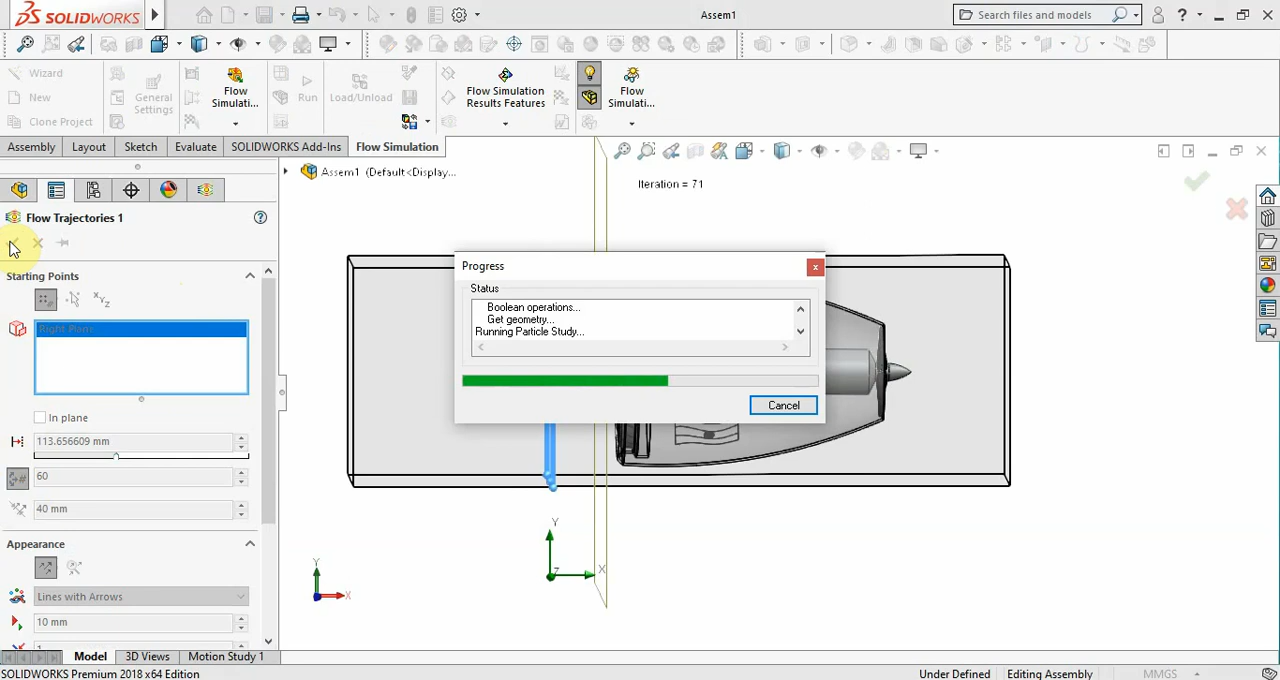 SOLIDWORKS
Assem1
Search files and models
?
Wizard
New
Clone Project
General
Settings
Flow
Simulati...
Run
Load/Unload
Flow Simulation
Results Features
Flow
Simulati...
Assembly
Layout
Sketch
Evaluate
SOLIDWORKS Add-Ins
Flow Simulation
Assem1 (Default<Display...
Iteration = 71
Flow Trajectories 1
?
Starting Points
Right Plane
In plane
113.656609 mm
60
40 mm
Appearance
Lines with Arrows
10 mm
Progress
Status
Boolean operations...
Get geometry...
Running Particle Study...
Cancel
Y
X
Z
Y
X
Model
3D Views
Motion Study 1
SOLIDWORKS Premium 2018 x64 Edition
Under Defined
Editing Assembly
MMGS